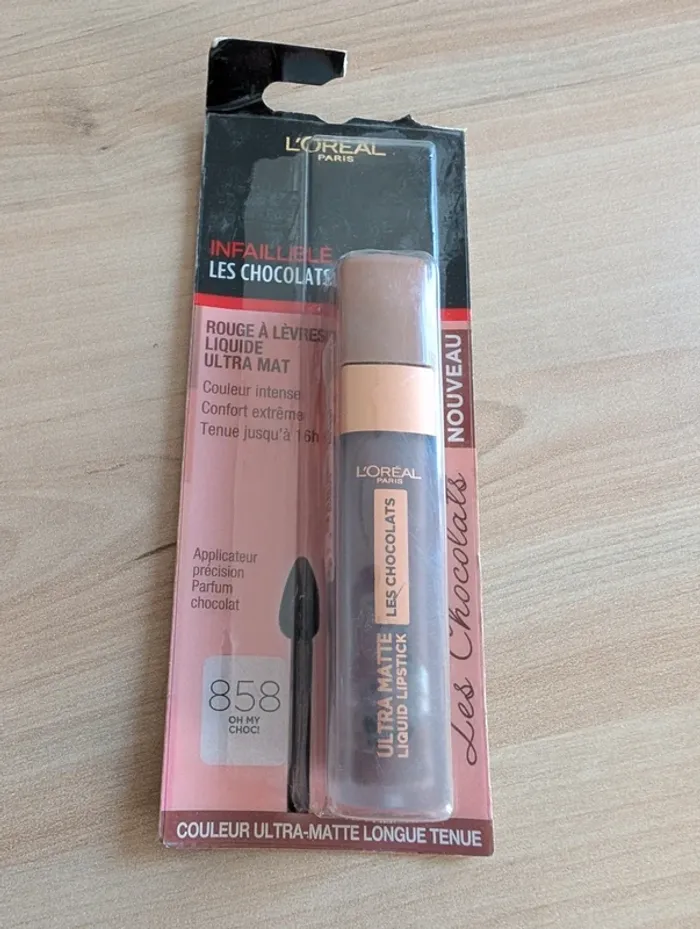 L'ORÉAL
PARIS
INFAILLIBLE
LES CHOCOLATS
ROUGE À LÈVRES
LIQUIDE
ULTRA MAT
Couleur intense
Confort extrême
Tenue jusqu'à 16h
NOUVEAU
Les Chocolats
L'ORÉAL
PARIS
LES CHOCOLATS
ULTRA MATTE
LIQUID LIPSTICK
Applicateur
précision
Parfum
chocolat
858
OH MY
CHOC!
COULEUR ULTRA-MATTE LONGUE TENUE